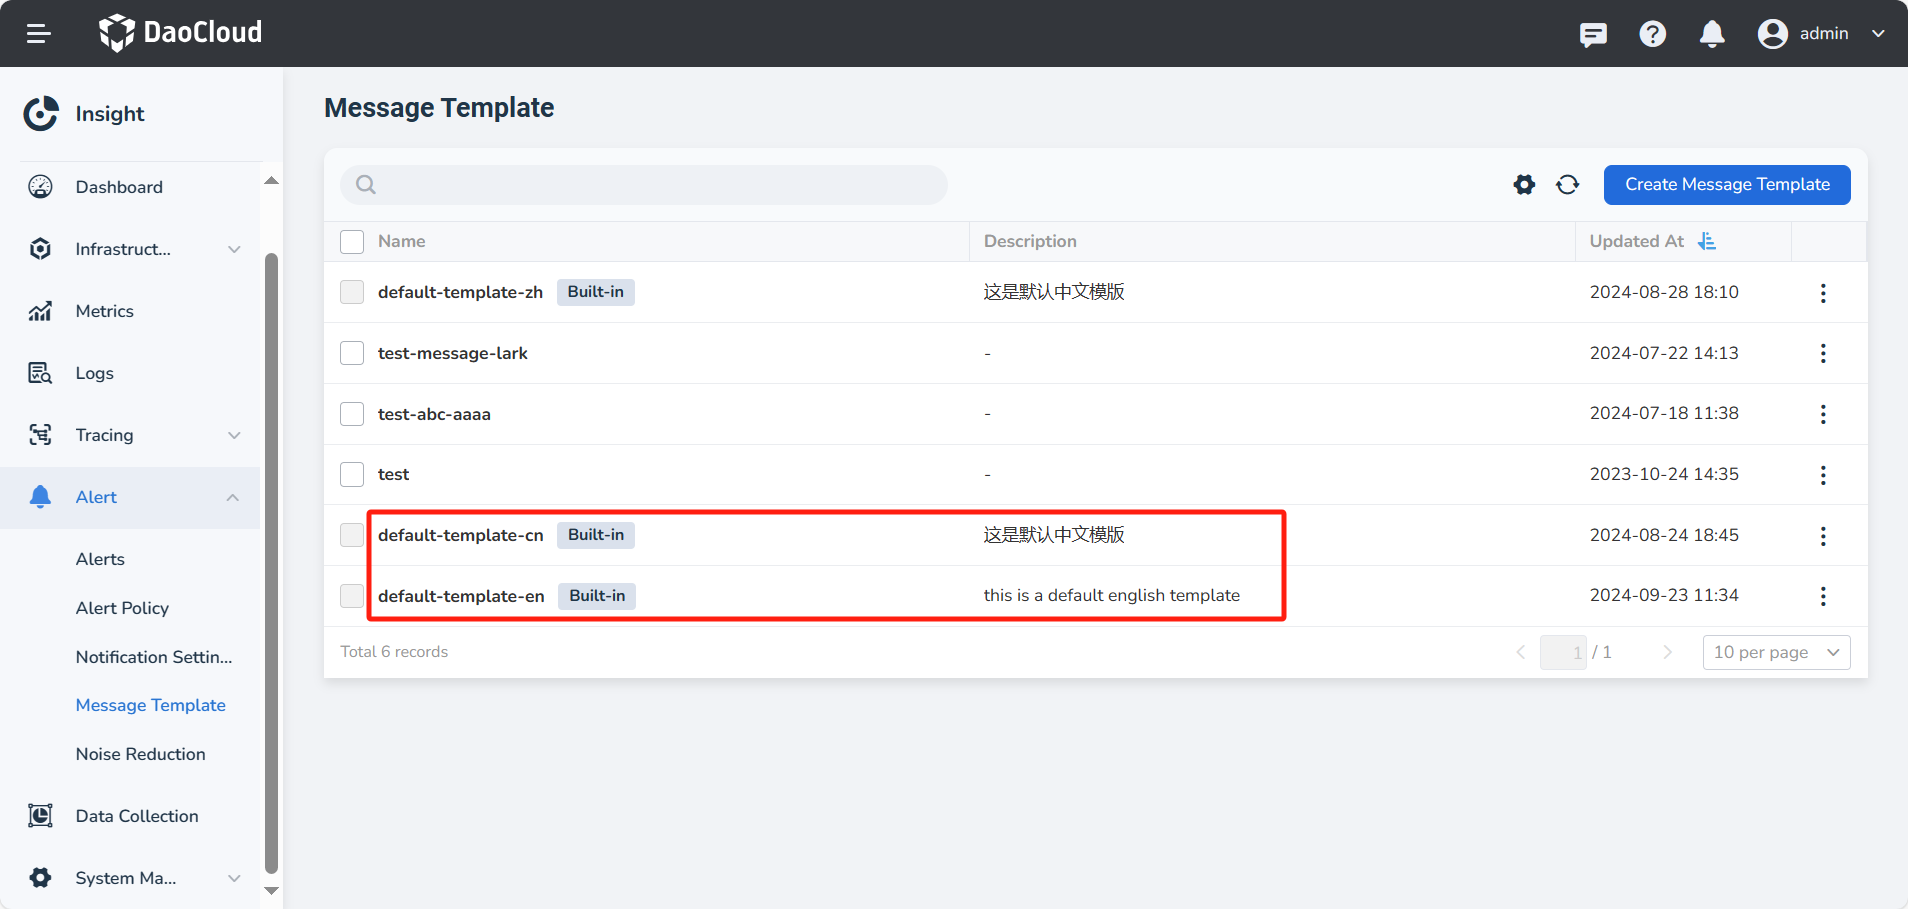 DaoCloud
admin
Insight
Dashboard
Infrastruct...
Metrics
Logs
Tracing
Alert
Alerts
Alert Policy
Notification Settin...
Message Template
Noise Reduction
Data Collection
System Ma...
Message Template
Create Message Template
Name Description Updated At
default-template-zh Built-in 这是默认中文模版 2024-08-28 18:10
test-message-lark - 2024-07-22 14:13
test-abc-aaaa - 2024-07-18 11:38
test - 2023-10-24 14:35
default-template-cn Built-in 这是默认中文模版 2024-08-24 18:45
default-template-en Built-in this is a default english template 2024-09-23 11:34
Total 6 records 1 / 1 10 per page